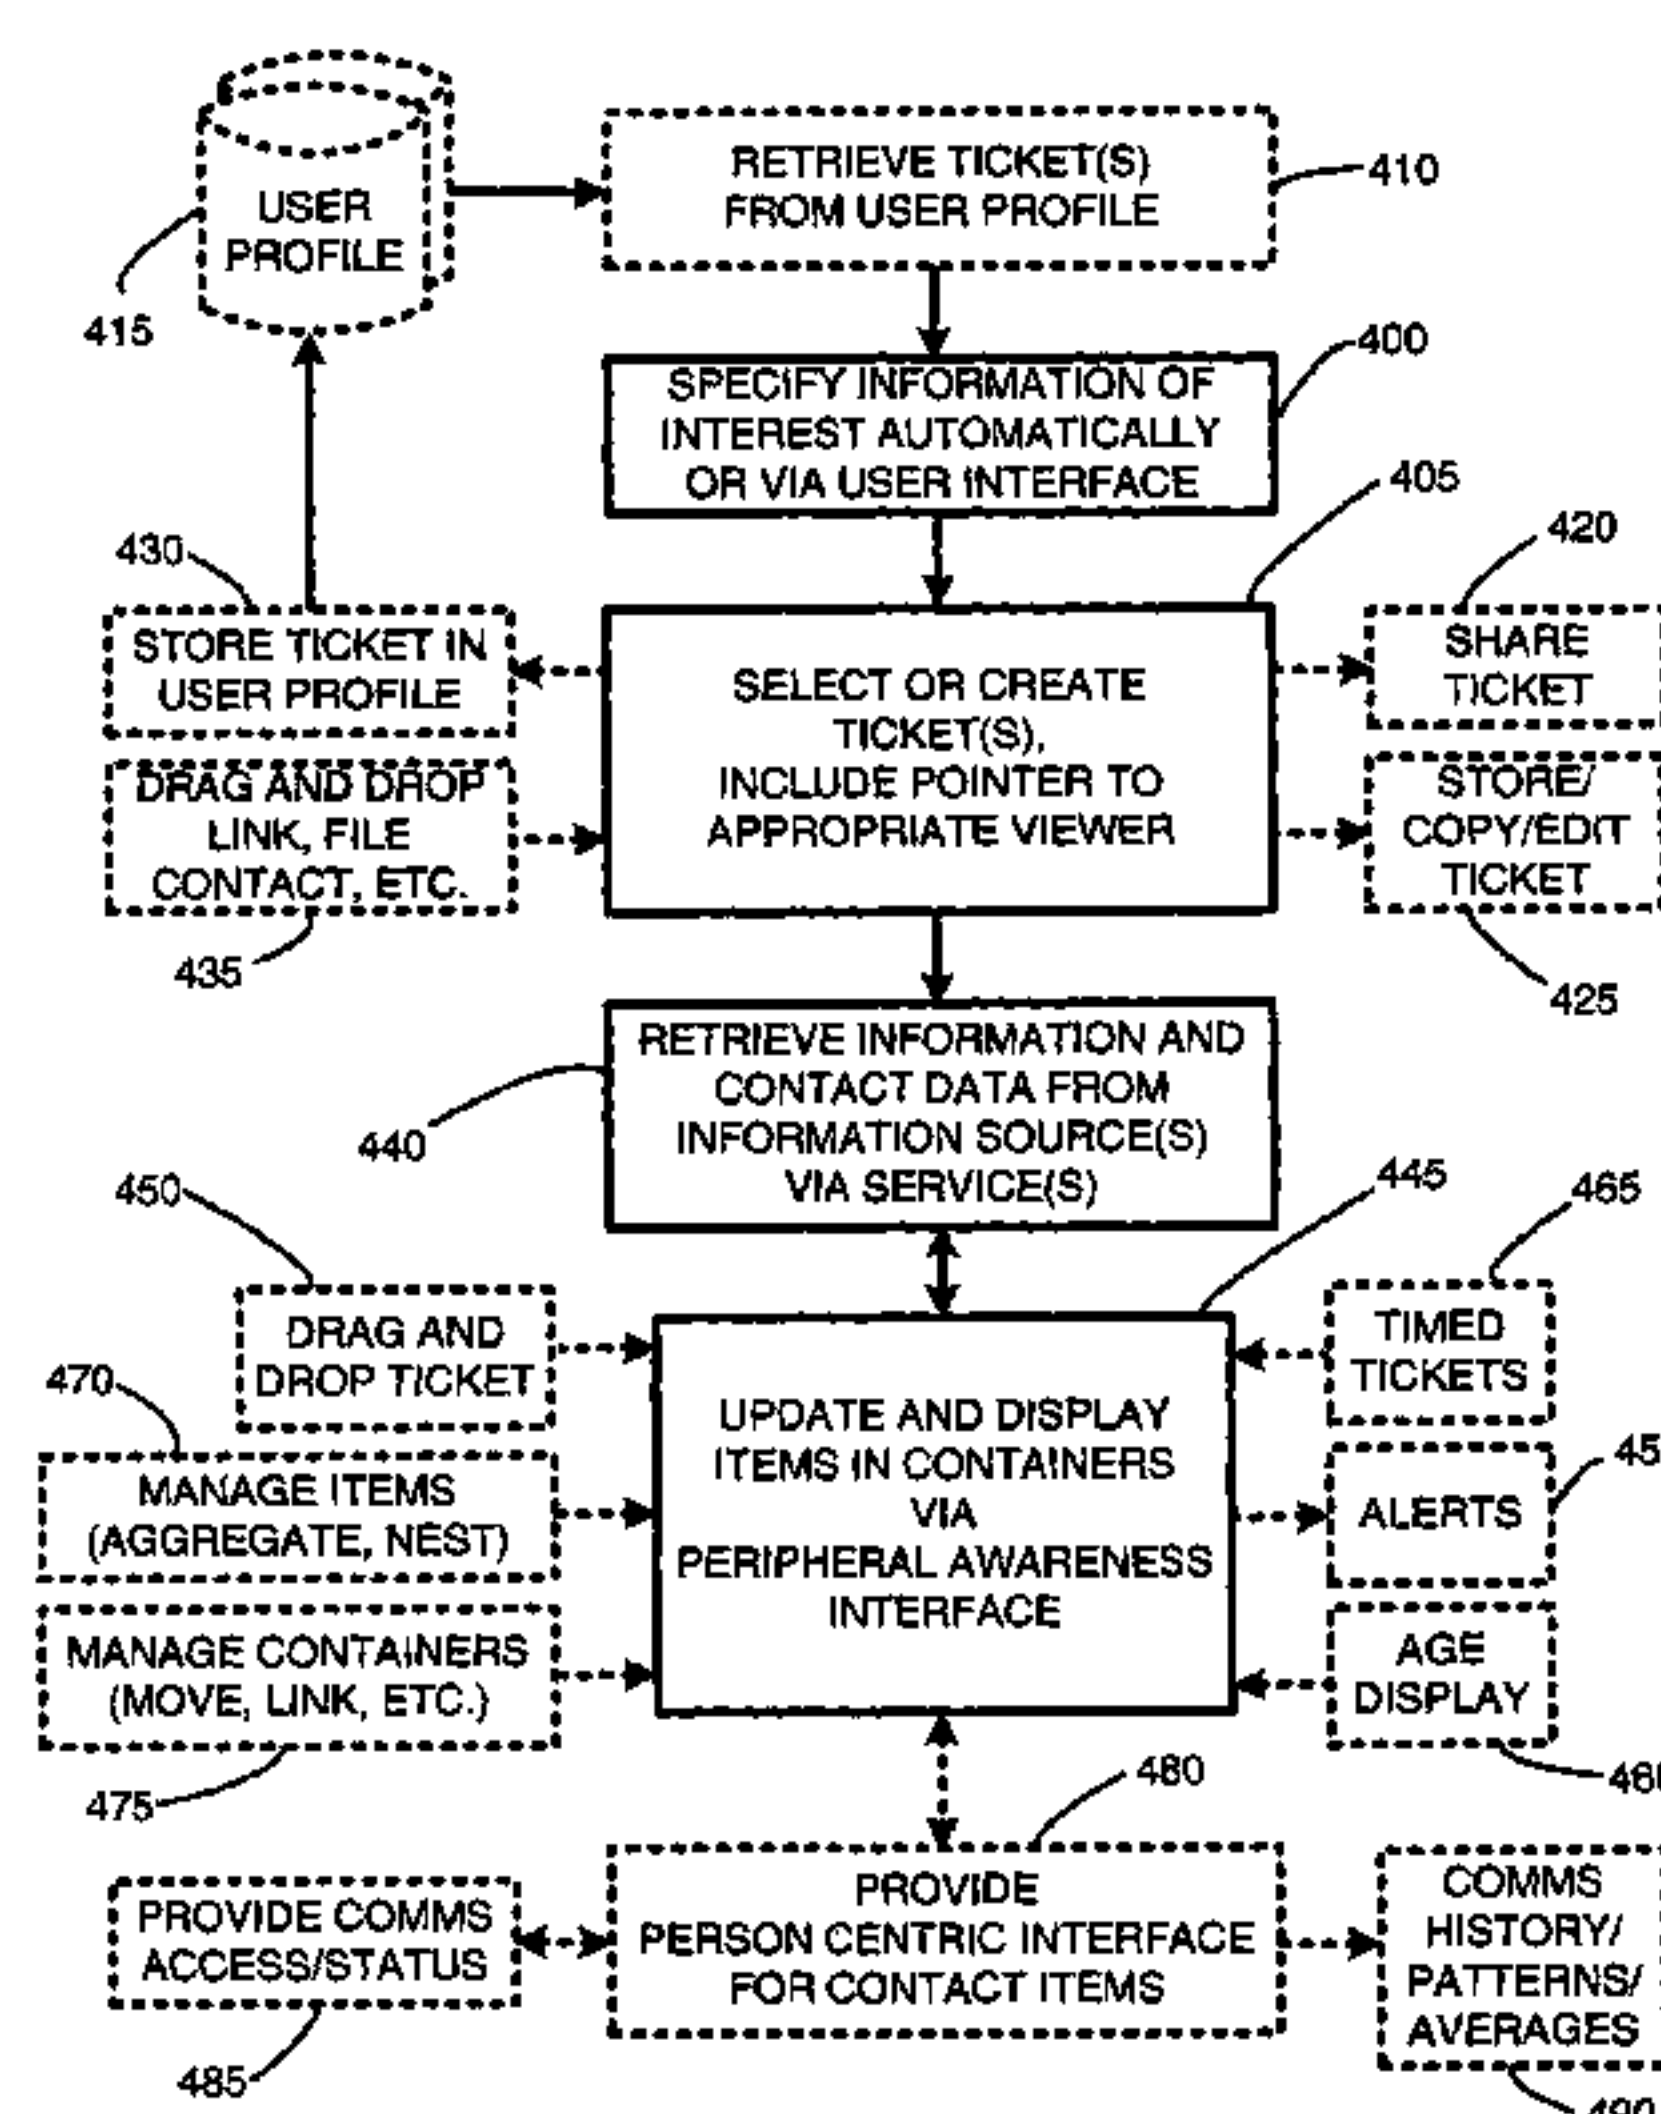 USER
PROFILE
415
RETRIEVE TICKET(S)
FROM USER PROFILE
410
SPECIFY INFORMATION OF
INTEREST AUTOMATICALLY
OR VIA USER INTERFACE
400
405
430
STORE TICKET IN
USER PROFILE
SELECT OR CREATE
TICKET(S),
INCLUDE POINTER TO
APPROPRIATE VIEWER
420
SHARE
TICKET
DRAG AND DROP
LINK, FILE
CONTACT, ETC.
435
STORE/
COPY/EDIT
TICKET
425
RETRIEVE INFORMATION AND
CONTACT DATA FROM
INFORMATION SOURCE(S)
VIA SERVICE(S)
440
445
450
DRAG AND
DROP TICKET
465
TIMED
TICKETS
470
MANAGE ITEMS
(AGGREGATE, NEST)
UPDATE AND DISPLAY
ITEMS IN CONTAINERS
VIA
PERIPHERAL AWARENESS
INTERFACE
45
ALERTS
MANAGE CONTAINERS
(MOVE, LINK, ETC.)
475
AGE
DISPLAY
460
480
PROVIDE COMMS
ACCESS/STATUS
485
PROVIDE
PERSON CENTRIC INTERFACE
FOR CONTACT ITEMS
COMMS
HISTORY/
PATTERNS/
AVERAGES
490